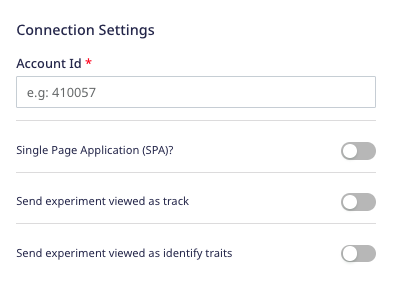 Connection Settings
Account Id *
e.g: 410057
Single Page Application (SPA)?
Send experiment viewed as track
Send experiment viewed as identify traits